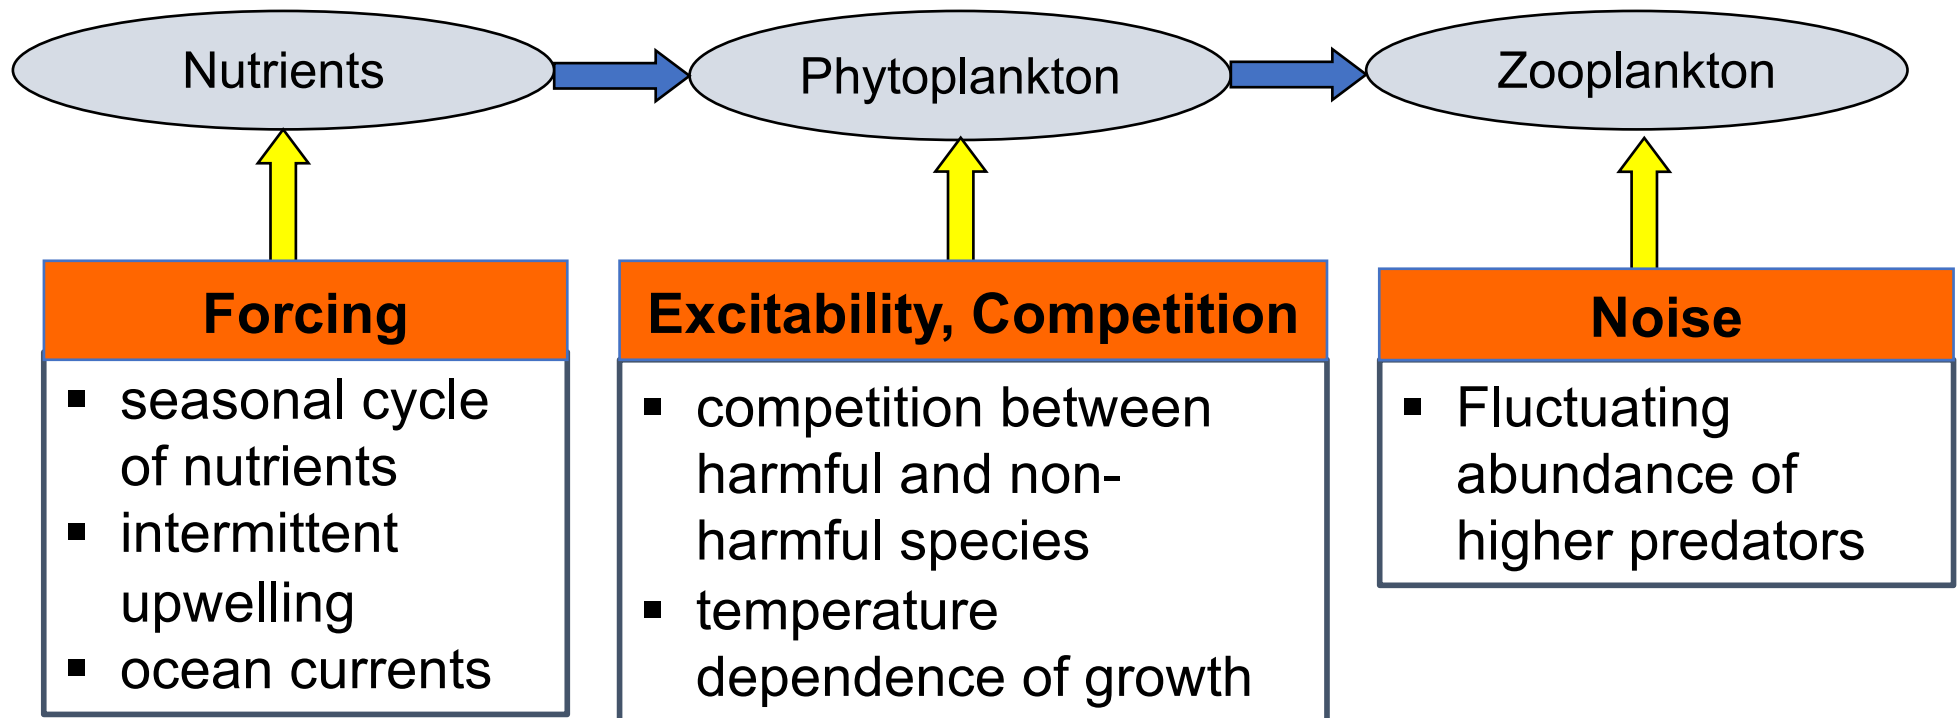 Nutrients
Phytoplankton
Zooplankton
Forcing
▪ seasonal cycle
of nutrients
▪ intermittent
upwelling
▪ ocean currents
Excitability, Competition
▪ competition between
harmful and non-
harmful species
▪ temperature
dependence of growth
Noise
▪ Fluctuating
abundance of
higher predators